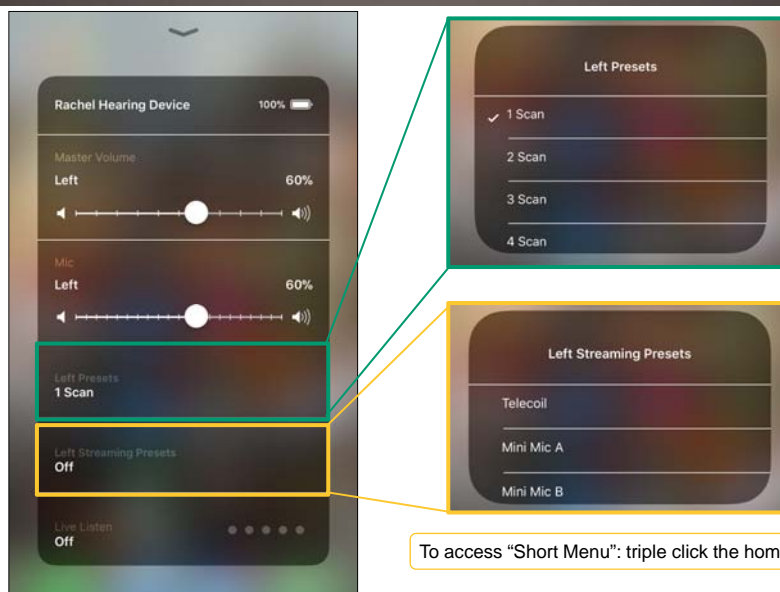 Rachel Hearing Device 100%
Master Volume
Left 60%
Mic
Left 60%
Left Presets
1 Scan
Left Streaming Presets
Off
Live Listen
Off
Left Presets
1 Scan
2 Scan
3 Scan
4 Scan
Left Streaming Presets
Telecoil
Mini Mic A
Mini Mic B
To access “Short Menu”: triple click the hom